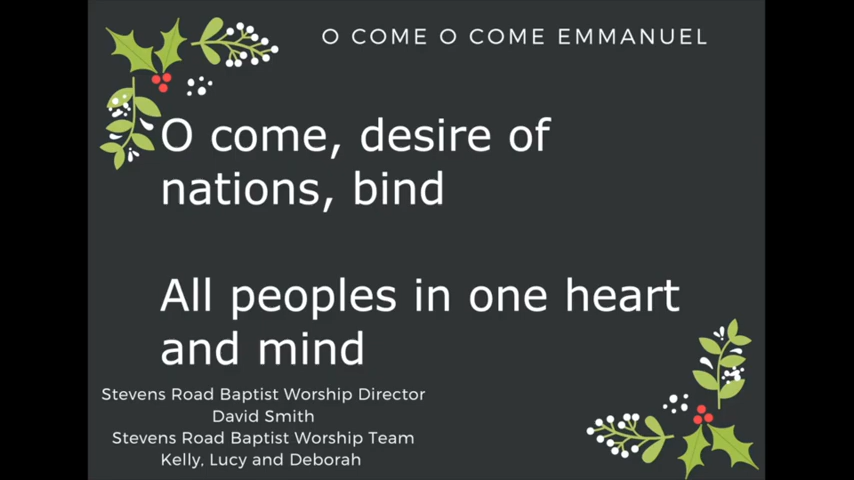 O COME O COME EMMANUEL
O come, desire of
nations, bind
All peoples in one heart
and mind
Stevens Road Baptist Worship Director
David Smith
Stevens Road Baptist Worship Team
Kelly, Lucy and Deborah